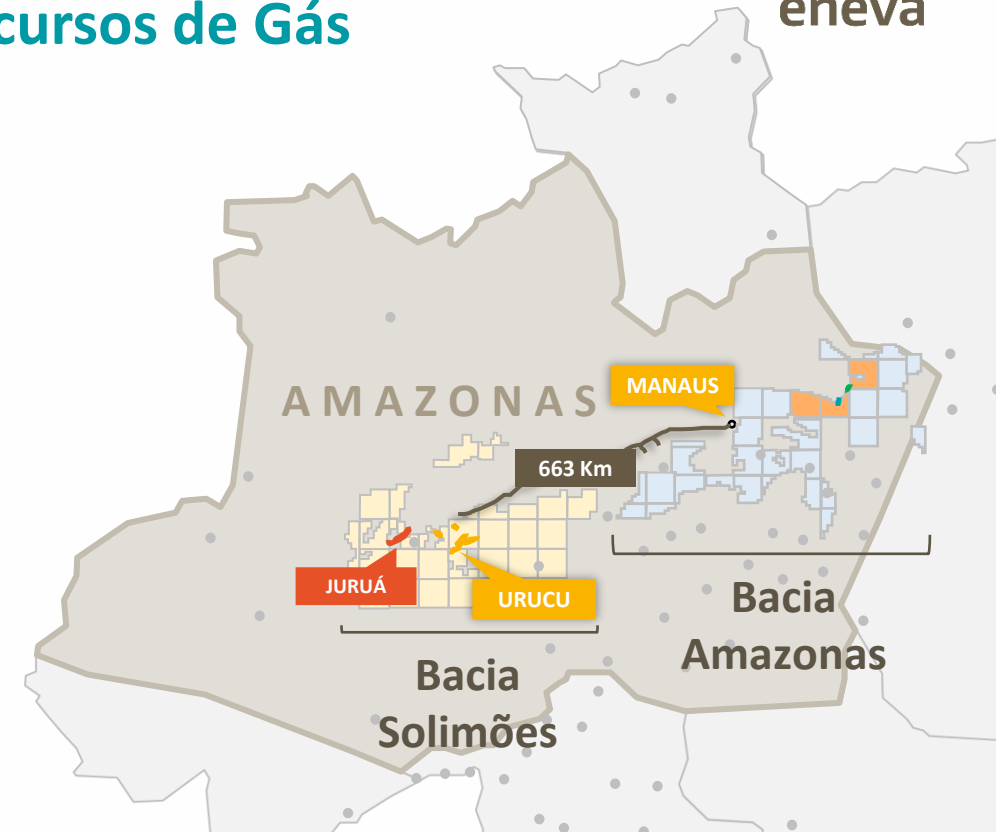 cursos de Gás
eneva
AMAZONAS
MANAUS
663 Km
JURUÁ
URUCU
Bacia
Amazonas
Bacia
Solimões